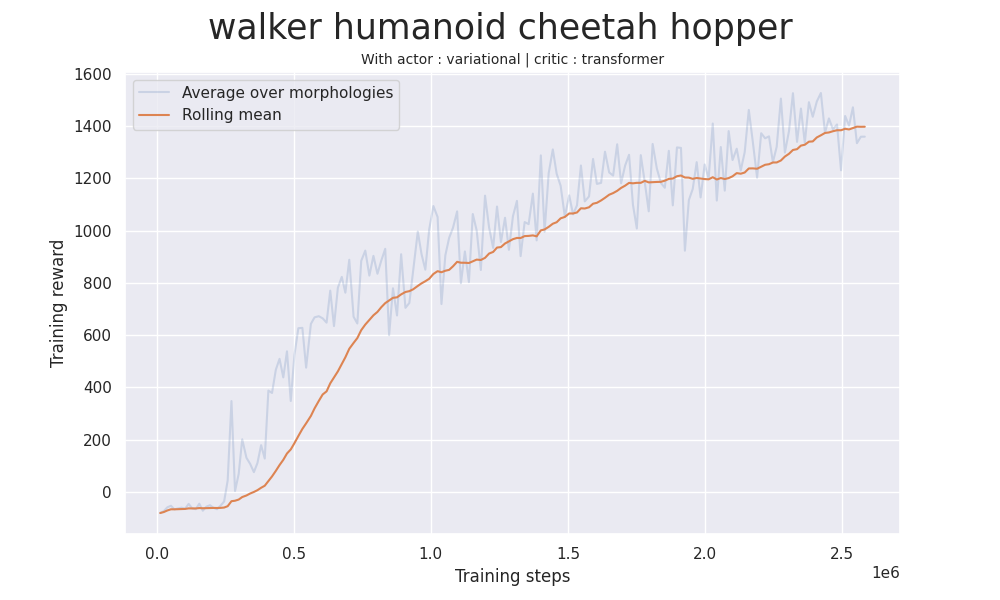 walker humanoid cheetah hopper
With actor : variational | critic : transformer
Average over morphologies
Rolling mean
Training reward
1600
1400
1200
1000
800
600
400
200
0
0.0 0.5 1.0 1.5 2.0 2.5
1e6
Training steps